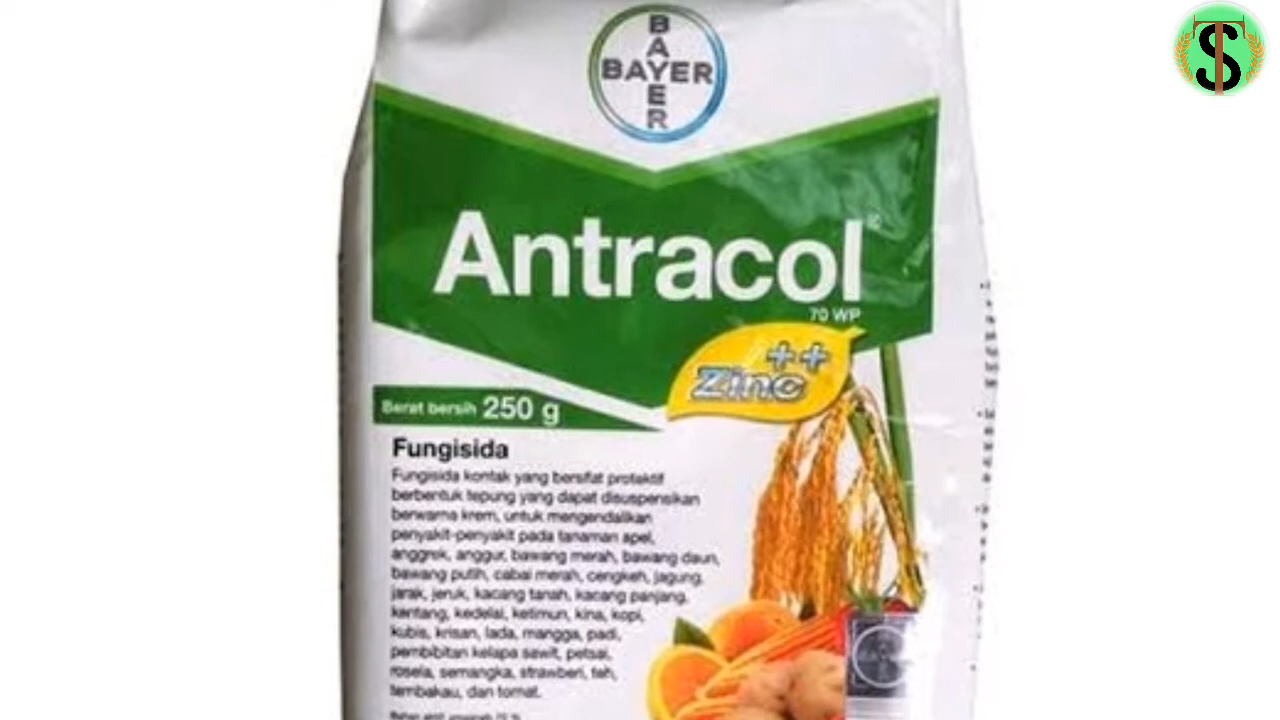 BAYER
BAYER
Antracol
70 WP
Zinc++
Berat bersih 250 g
Fungisida
Fungisida kontak yang bersifat protektif
berbentuk tepung yang dapat disuspensikan
berwarna krem, untuk mengendalikan
penyakit-penyakit pada tanaman apel,
anggrek, anggur, bawang merah, bawang daun,
bawang putih, cabai merah, cengkeh, jagung,
jarak, jeruk, kacang tanah, kacang panjang,
kentang, kedelai, ketimun, kina, kopi,
kubis, krisan, lada, mangga, padi,
pembibitan kelapa sawit, petsai,
rosela, semangka, strawberi, teh,
tembakau, dan tomat.